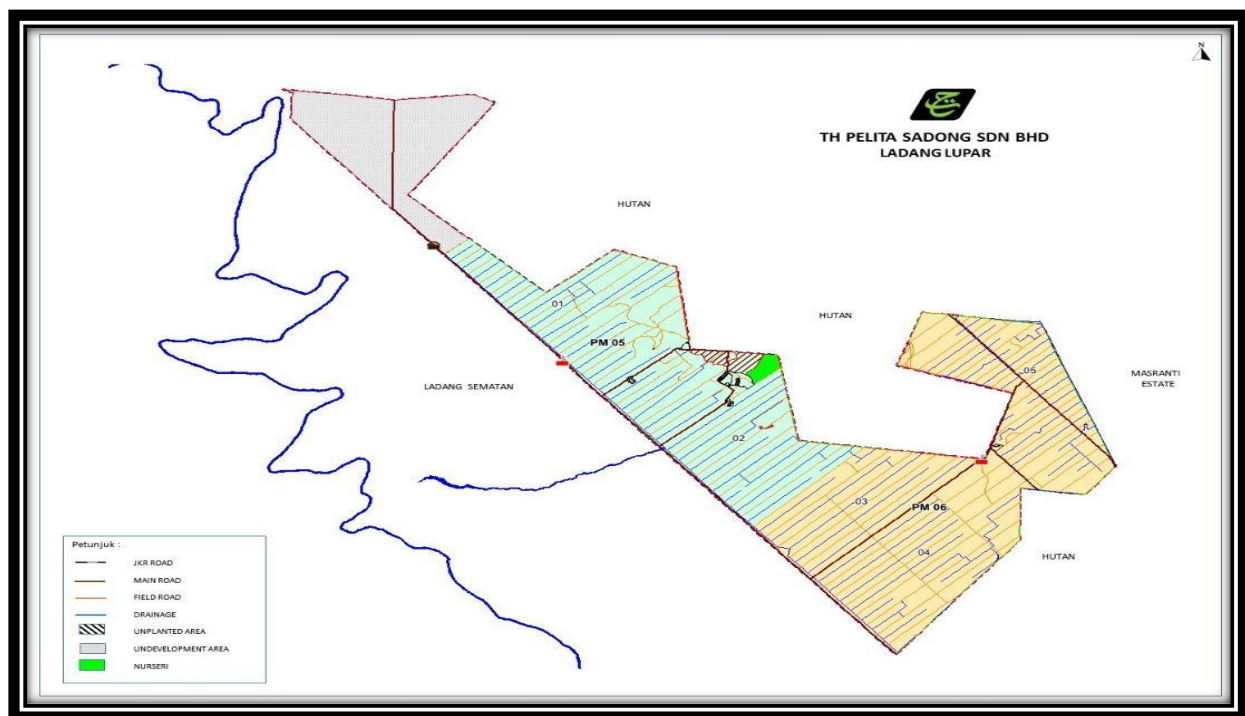 N
TH PELITA SADONG SDN BHD
LADANG LUPAR
HUTAN
01
HUTAN
PM 05
05
MASRANTI
ESTATE
LADANG SEMATAN
02
03
PM 06
04
HUTAN
Petunjuk :
JKR ROAD
MAIN ROAD
FIELD ROAD
DRAINAGE
UNPLANTED AREA
UNDEVELOPMENT AREA
NURSERI